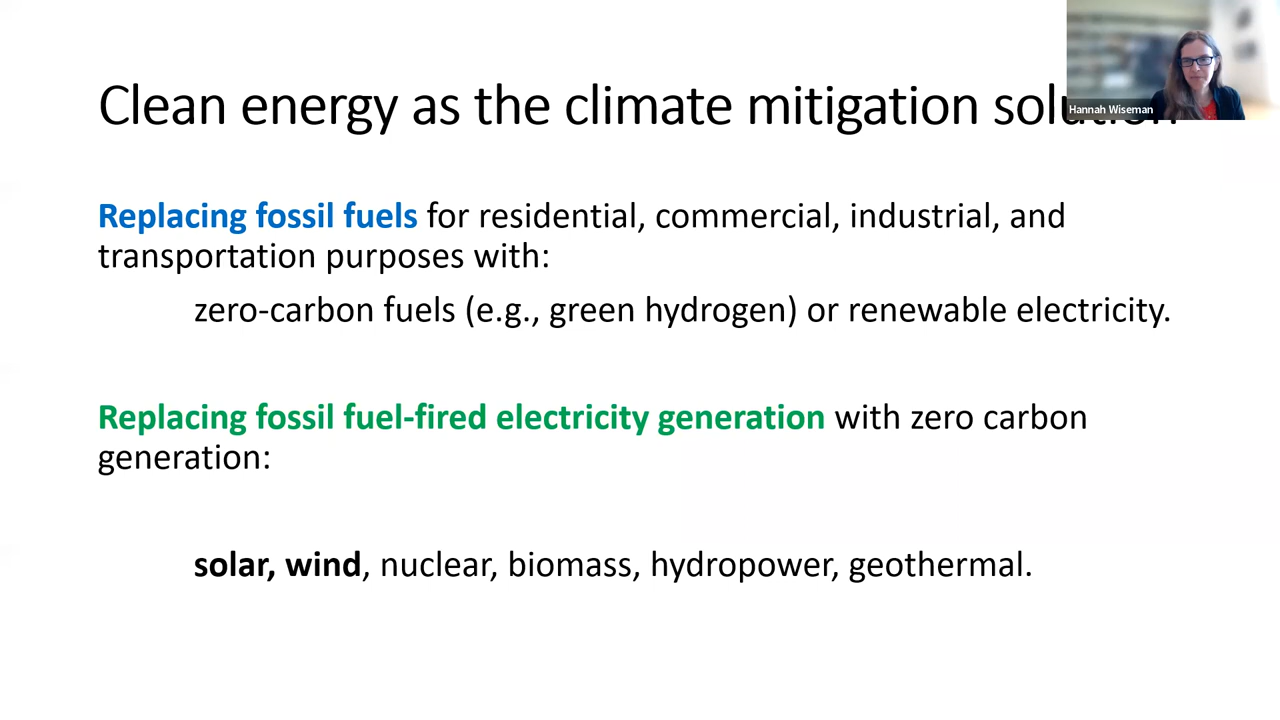 Clean energy as the climate mitigation solution
Hannah Wiseman
Replacing fossil fuels for residential, commercial, industrial, and
transportation purposes with:
zero-carbon fuels (e.g., green hydrogen) or renewable electricity.
Replacing fossil fuel-fired electricity generation with zero carbon
generation:
solar, wind, nuclear, biomass, hydropower, geothermal.